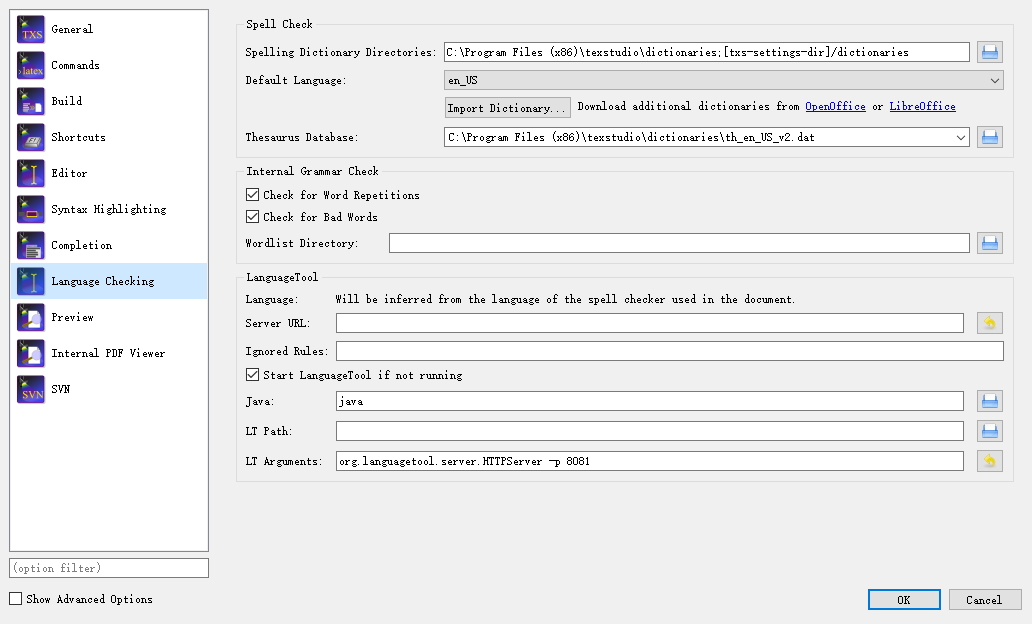 TXS General
latex Commands
Build
Shortcuts
Editor
Syntax Highlighting
Completion
Language Checking
Preview
Internal PDF Viewer
SVN SVN
(option filter)
Show Advanced Options
Spell Check
Spelling Dictionary Directories: C:\Program Files (x86)\texstudio\dictionaries;[txs-settings-dir]/dictionaries
Default Language: en_US
Import Dictionary... Download additional dictionaries from OpenOffice or LibreOffice
Thesaurus Database: C:\Program Files (x86)\texstudio\dictionaries\th_en_US_v2.dat
Internal Grammar Check
Check for Word Repetitions
Check for Bad Words
Wordlist Directory:
LanguageTool
Language: Will be inferred from the language of the spell checker used in the document.
Server URL:
Ignored Rules:
Start LanguageTool if not running
Java: java
LT Path:
LT Arguments: org.languagetool.server.HTTPServer -p 8081
OK Cancel